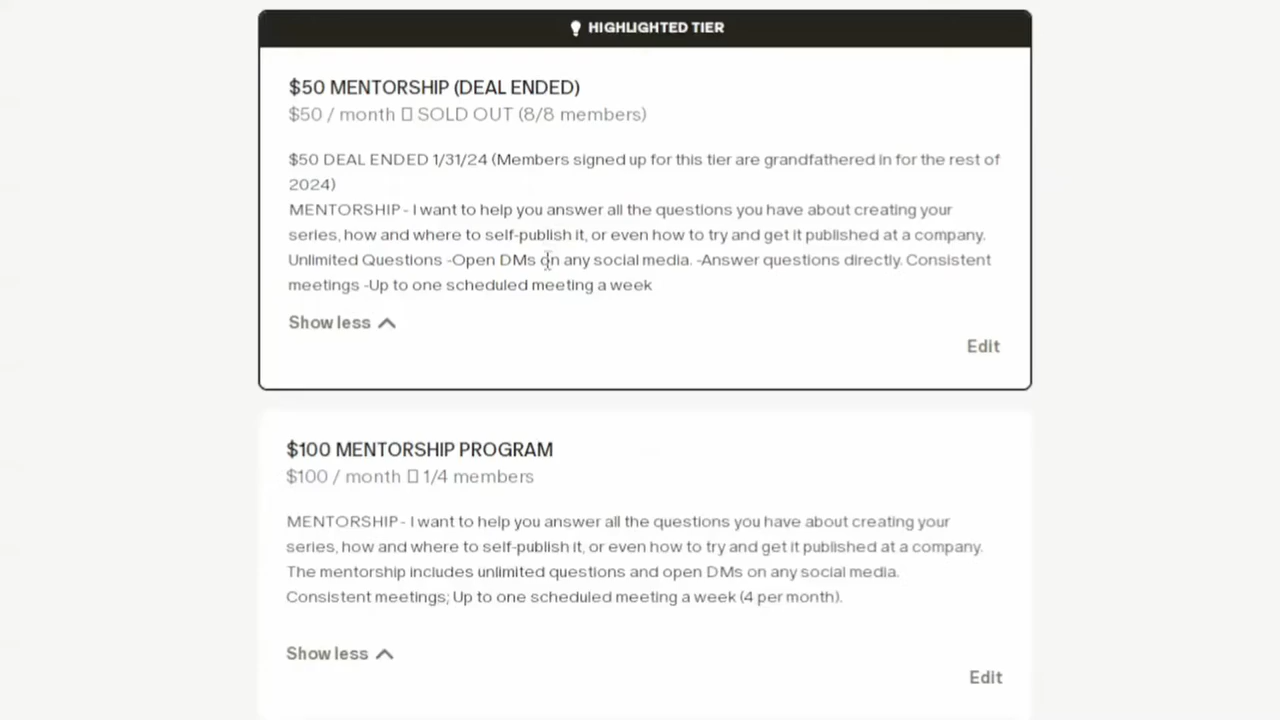 HIGHLIGHTED TIER
$50 MENTORSHIP (DEAL ENDED)
$50 / month SOLD OUT (8/8 members)
$50 DEAL ENDED 1/31/24 (Members signed up for this tier are grandfathered in for the rest of
2024)
MENTORSHIP - I want to help you answer all the questions you have about creating your
series, how and where to self-publish it, or even how to try and get it published at a company.
Unlimited Questions -Open DMs on any social media. -Answer questions directly. Consistent
meetings -Up to one scheduled meeting a week
Show less
Edit
$100 MENTORSHIP PROGRAM
$100 / month 1/4 members
MENTORSHIP - I want to help you answer all the questions you have about creating your
series, how and where to self-publish it, or even how to try and get it published at a company.
The mentorship includes unlimited questions and open DMs on any social media.
Consistent meetings; Up to one scheduled meeting a week (4 per month).
Show less
Edit